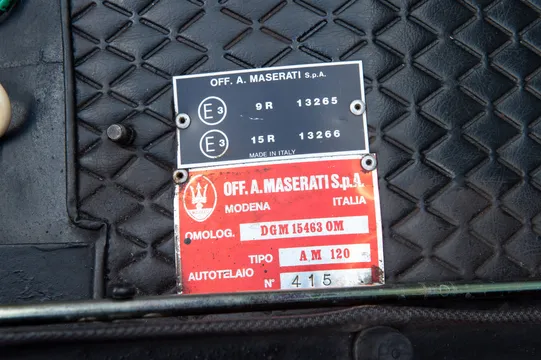 OFF. A. MASERATI S.p.A.
E3 9R 13265
E3 15R 13266
MADE IN ITALY
OFF. A. MASERATI S.p.A.
MODENA ITALIA
OMOLOG. DGM 15463 OM
TIPO AM 120
AUTOTELAIO N° 415